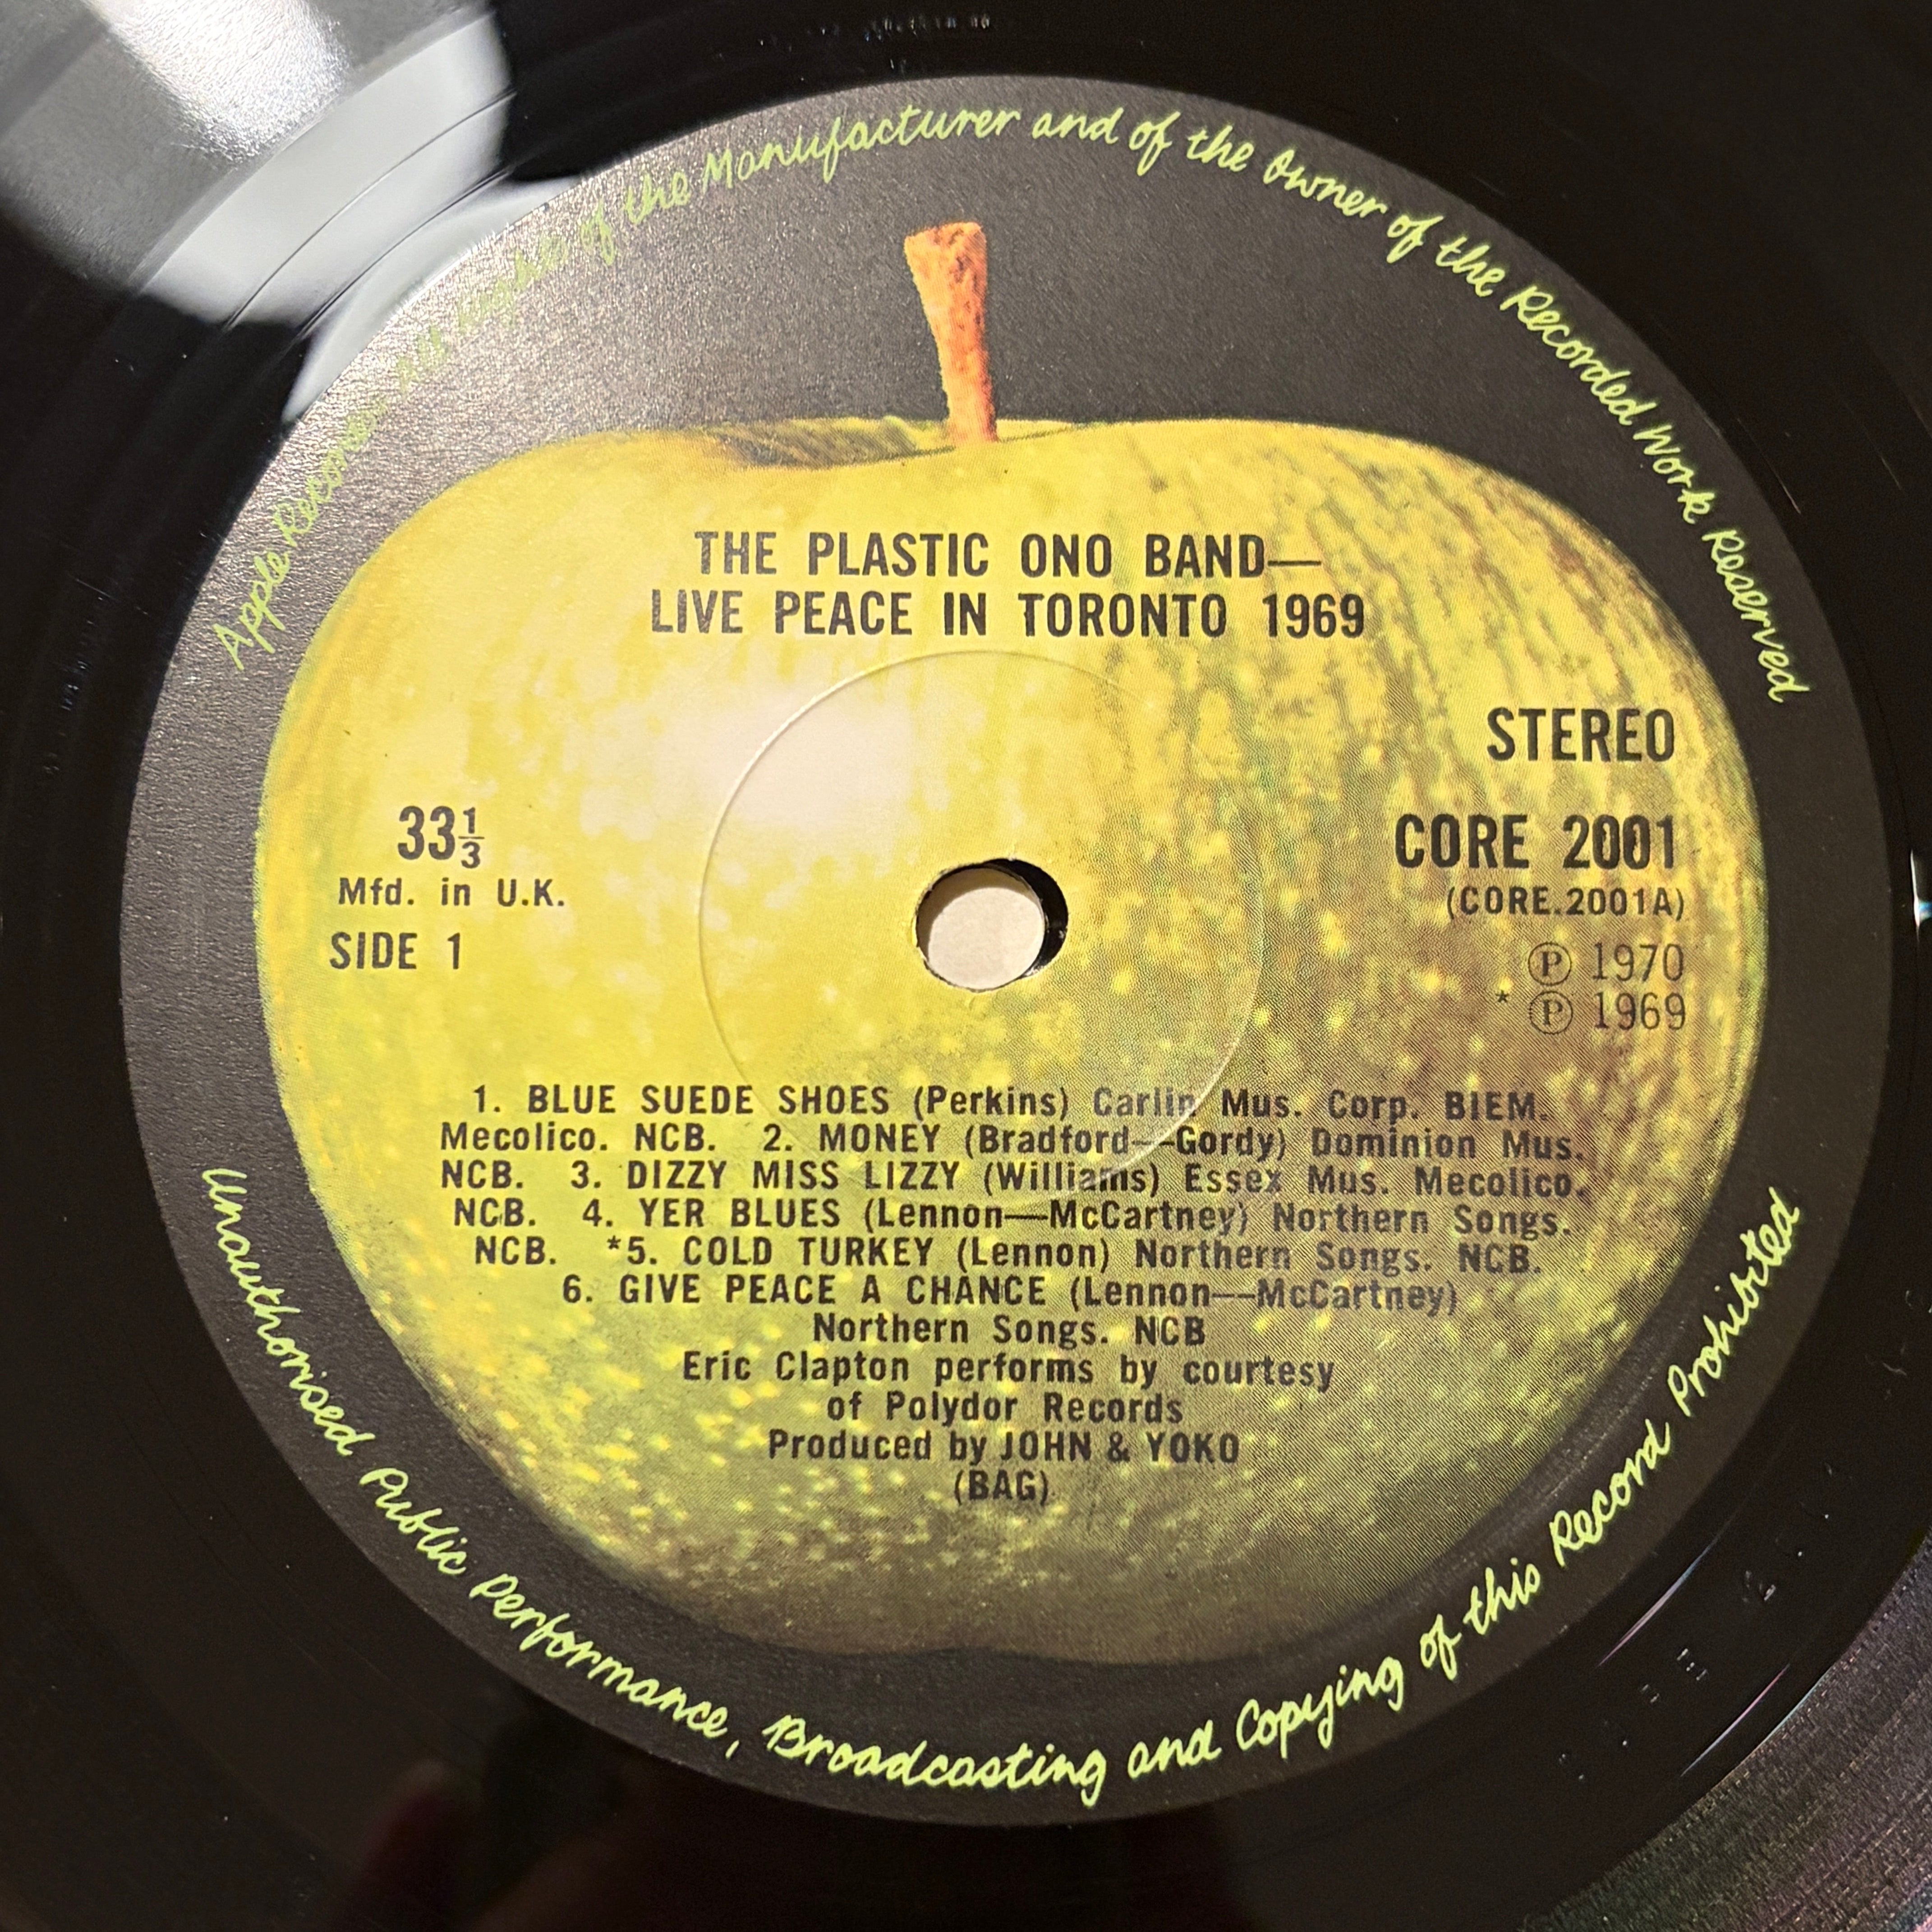 Apple Records All Rights of the Manufacturer and of the Owner of the Recorded Work Reserved
THE PLASTIC ONO BAND—
LIVE PEACE IN TORONTO 1969
STEREO
33⅓
CORE 2001
Mfd. in U.K.
(CORE.2001A)
SIDE 1
Ⓟ 1970
* Ⓟ 1969
1. BLUE SUEDE SHOES (Perkins) Carlin Mus. Corp. BIEM.
Mecolico. NCB. 2. MONEY (Bradford—Gordy) Dominion Mus.
NCB. 3. DIZZY MISS LIZZY (Williams) Essex Mus. Mecolico.
NCB. 4. YER BLUES (Lennon—McCartney) Northern Songs.
NCB. *5. COLD TURKEY (Lennon) Northern Songs. NCB.
6. GIVE PEACE A CHANCE (Lennon—McCartney)
Northern Songs. NCB
Eric Clapton performs by courtesy
of Polydor Records
Produced by JOHN & YOKO
(BAG)
Unauthorised Public Performance, Broadcasting and Copying of this Record Prohibited